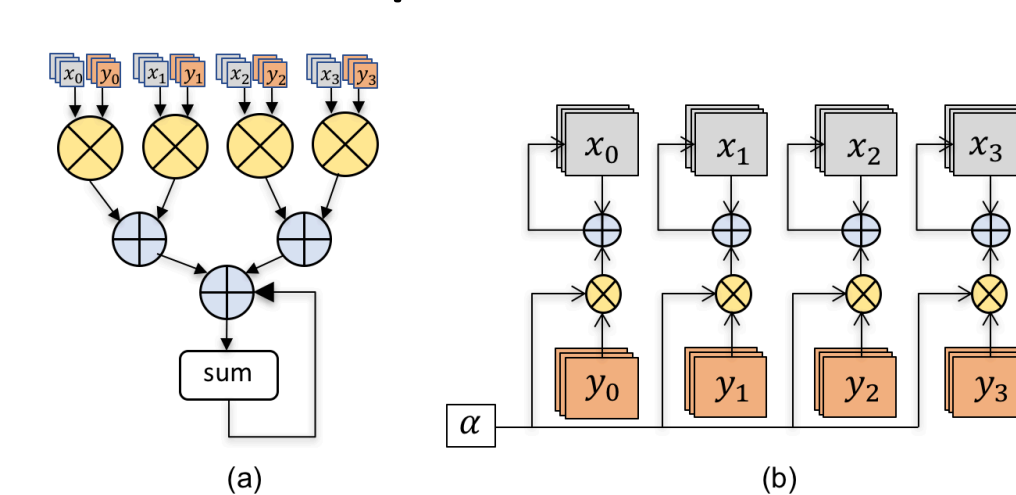 x₀ y₀ x₁ y₁ x₂ y₂ x₃ y₃
sum
(a)
x₀ x₁ x₂ x₃
y₀ y₁ y₂ y₃
α
(b)